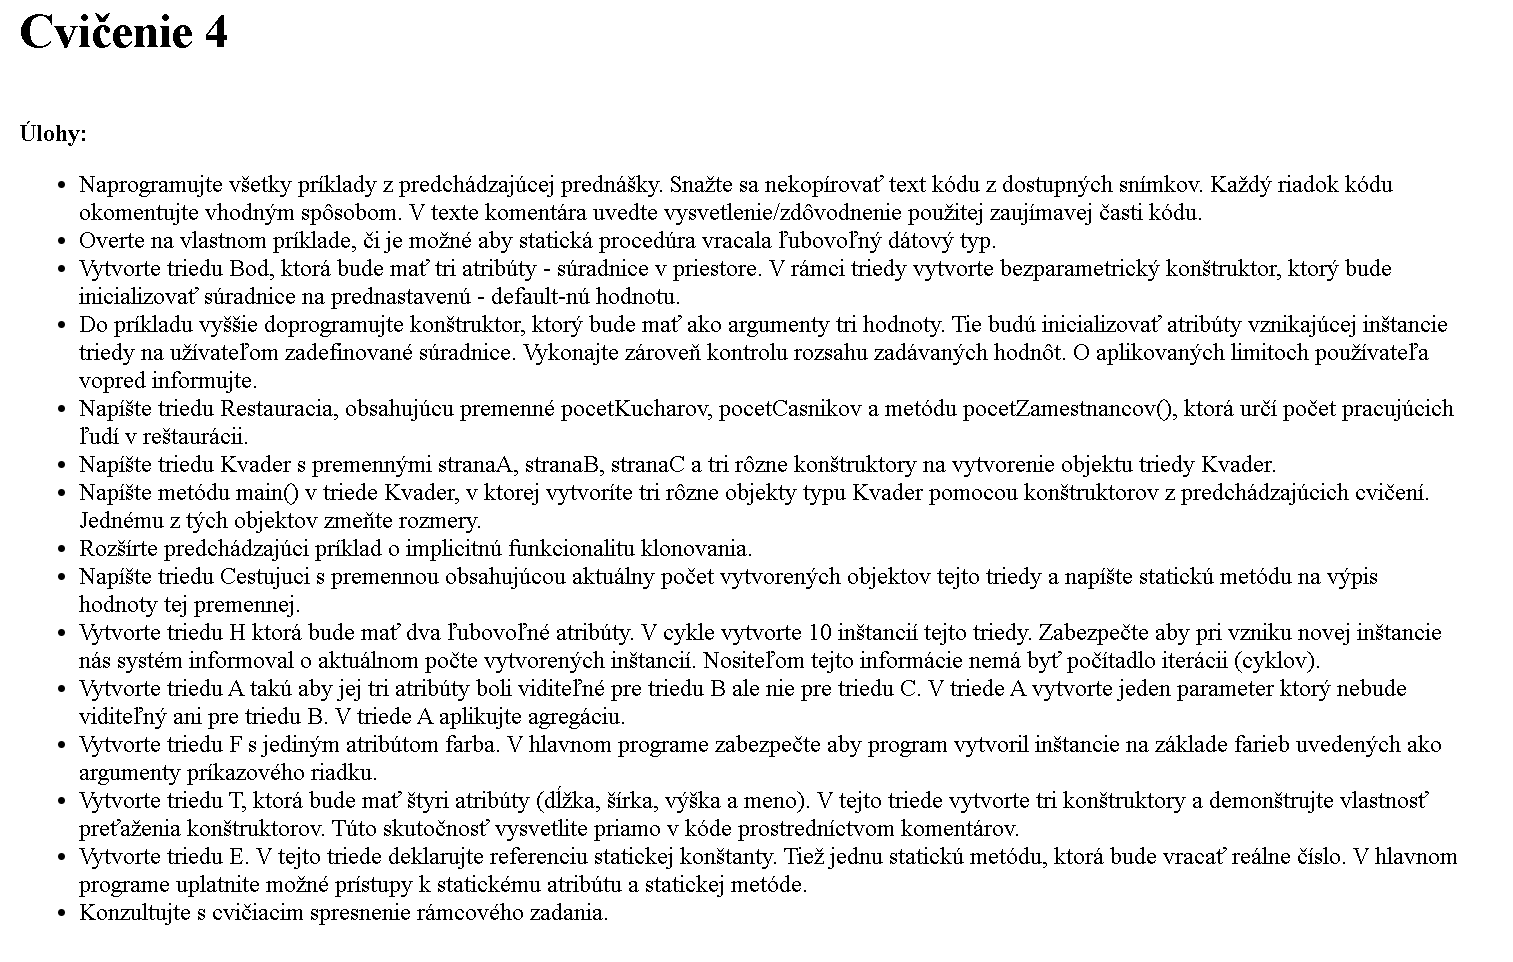 Cvičenie 4
Úlohy:
• Naprogramujte všetky príklady z predchádzajúcej prednášky. Snažte sa nekopírovať text kódu z dostupných snímkov. Každý riadok kódu
okomentujte vhodným spôsobom. V texte komentára uveďte vysvetlenie/zdôvodnenie použitej zaujímavej časti kódu.
• Overte na vlastnom príklade, či je možné aby statická procedúra vracala ľubovoľný dátový typ.
• Vytvorte triedu Bod, ktorá bude mať tri atribúty - súradnice v priestore. V rámci triedy vytvorte bezparametrický konštruktor, ktorý bude
inicializovať súradnice na prednastavenú - default-nú hodnotu.
• Do príkladu vyššie doprogramujte konštruktor, ktorý bude mať ako argumenty tri hodnoty. Tie budú inicializovať atribúty vznikajúcej inštancie
triedy na užívateľom zadefinované súradnice. Vykonajte zároveň kontrolu rozsahu zadávaných hodnôt. O aplikovaných limitoch používateľa
vopred informujte.
• Napíšte triedu Restauracia, obsahujúcu premenné pocetKucharov, pocetCasnikov a metódu pocetZamestnancov(), ktorá určí počet pracujúcich
ľudí v reštaurácii.
• Napíšte triedu Kvader s premennými stranaA, stranaB, stranaC a tri rôzne konštruktory na vytvorenie objektu triedy Kvader.
• Napíšte metódu main() v triede Kvader, v ktorej vytvoríte tri rôzne objekty typu Kvader pomocou konštruktorov z predchádzajúcich cvičení.
Jednému z tých objektov zmeňte rozmery.
• Rozšírte predchádzajúci príklad o implicitnú funkcionalitu klonovania.
• Napíšte triedu Cestujuci s premennou obsahujúcou aktuálny počet vytvorených objektov tejto triedy a napíšte statickú metódu na výpis
hodnoty tej premennej.
• Vytvorte triedu H ktorá bude mať dva ľubovoľné atribúty. V cykle vytvorte 10 inštancií tejto triedy. Zabezpečte aby pri vzniku novej inštancie
nás systém informoval o aktuálnom počte vytvorených inštancií. Nositeľom tejto informácie nemá byť počítadlo iterácii (cyklov).
• Vytvorte triedu A takú aby jej tri atribúty boli viditeľné pre triedu B ale nie pre triedu C. V triede A vytvorte jeden parameter ktorý nebude
viditeľný ani pre triedu B. V triede A aplikujte agregáciu.
• Vytvorte triedu F s jediným atribútom farba. V hlavnom programe zabezpečte aby program vytvoril inštancie na základe farieb uvedených ako
argumenty príkazového riadku.
• Vytvorte triedu T, ktorá bude mať štyri atribúty (dĺžka, šírka, výška a meno). V tejto triede vytvorte tri konštruktory a demonštrujte vlastnosť
preťaženia konštruktorov. Túto skutočnosť vysvetlite priamo v kóde prostredníctvom komentárov.
• Vytvorte triedu E. V tejto triede deklarujte referenciu statickej konštanty. Tiež jednu statickú metódu, ktorá bude vracať reálne číslo. V hlavnom
programe uplatnite možné prístupy k statickému atribútu a statickej metóde.
• Konzultujte s cvičiacim spresnenie rámcového zadania.